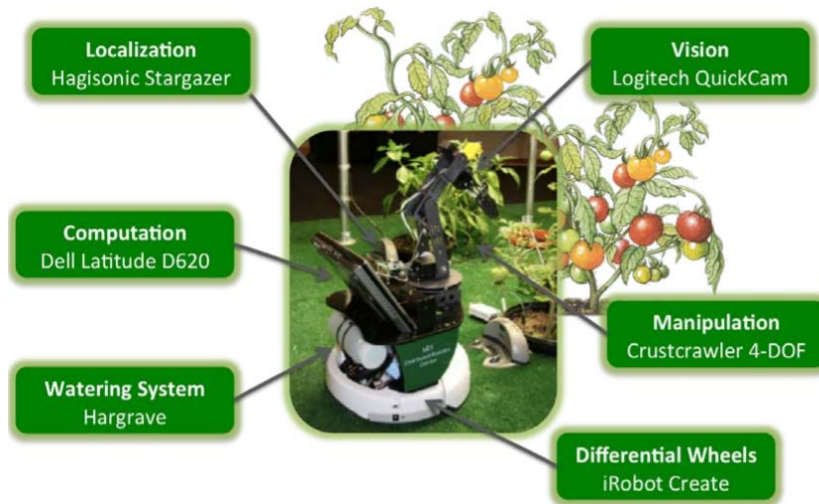 Localization
Hagisonic Stargazer
Vision
Logitech QuickCam
Computation
Dell Latitude D620
Manipulation
Crustcrawler 4-DOF
Watering System
Hargrave
Differential Wheels
iRobot Create